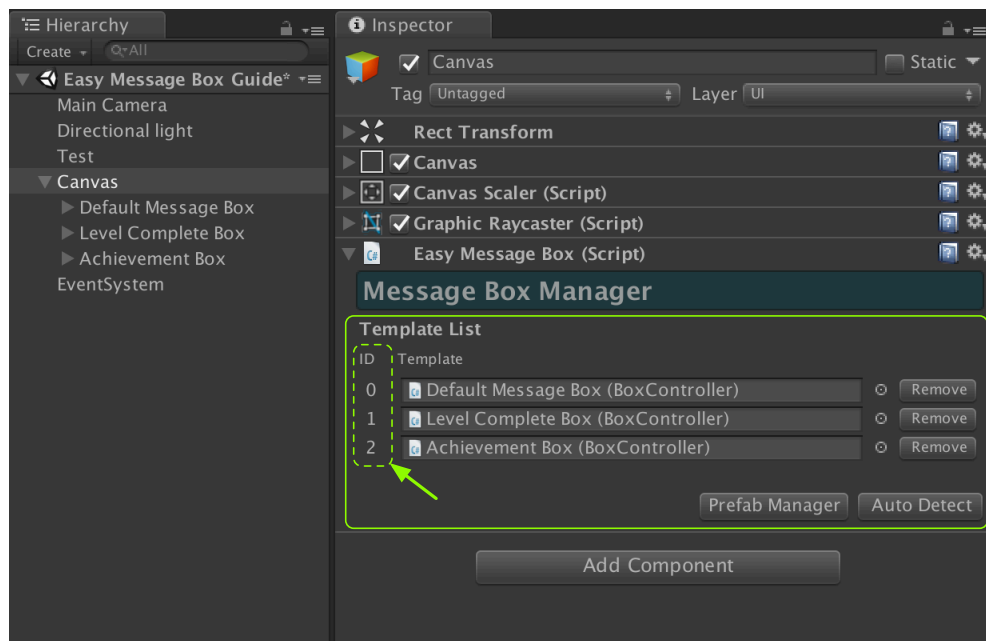 Hierarchy
Create
All
Easy Message Box Guide*
Main Camera
Directional light
Test
Canvas
Default Message Box
Level Complete Box
Achievement Box
EventSystem
Inspector
Canvas
Static
Tag Untagged Layer UI
Rect Transform
Canvas
Canvas Scaler (Script)
Graphic Raycaster (Script)
C# Easy Message Box (Script)
Message Box Manager
Template List
ID Template
0 Default Message Box (BoxController) Remove
1 Level Complete Box (BoxController) Remove
2 Achievement Box (BoxController) Remove
Prefab Manager Auto Detect
Add Component